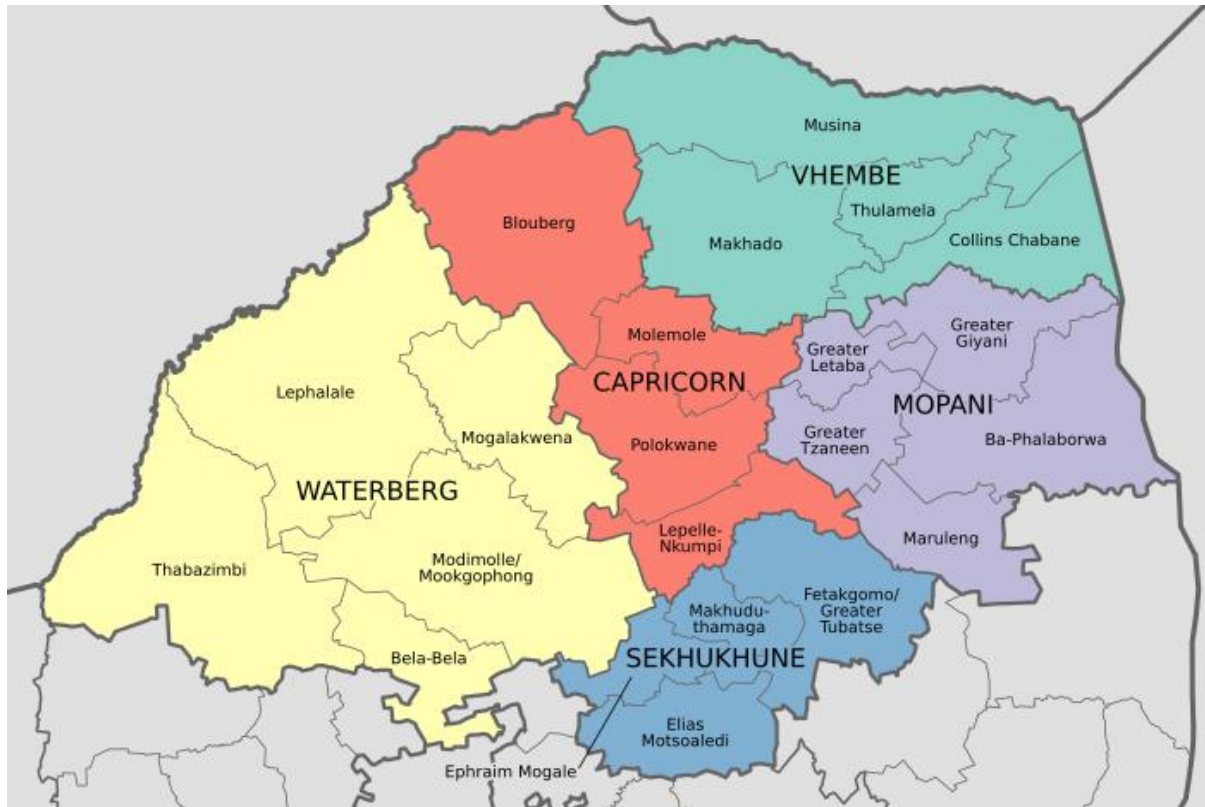 Musina
VHEMBE
Thulamela
Makhado
Collins Chabane
Blouberg
Molemole
CAPRICORN
Polokwane
Lepelle-
Nkumpi
Greater
Letaba
Greater
Giyani
MOPANI
Greater
Tzaneen
Ba-Phalaborwa
Maruleng
Lephalale
Mogalakwena
WATERBERG
Thabazimbi
Modimolle/
Mookgophong
Bela-Bela
Makhudu-
thamaga
Fetakgomo/
Greater
Tubatse
SEKHUKHUNE
Elias
Motsoaledi
Ephraim Mogale